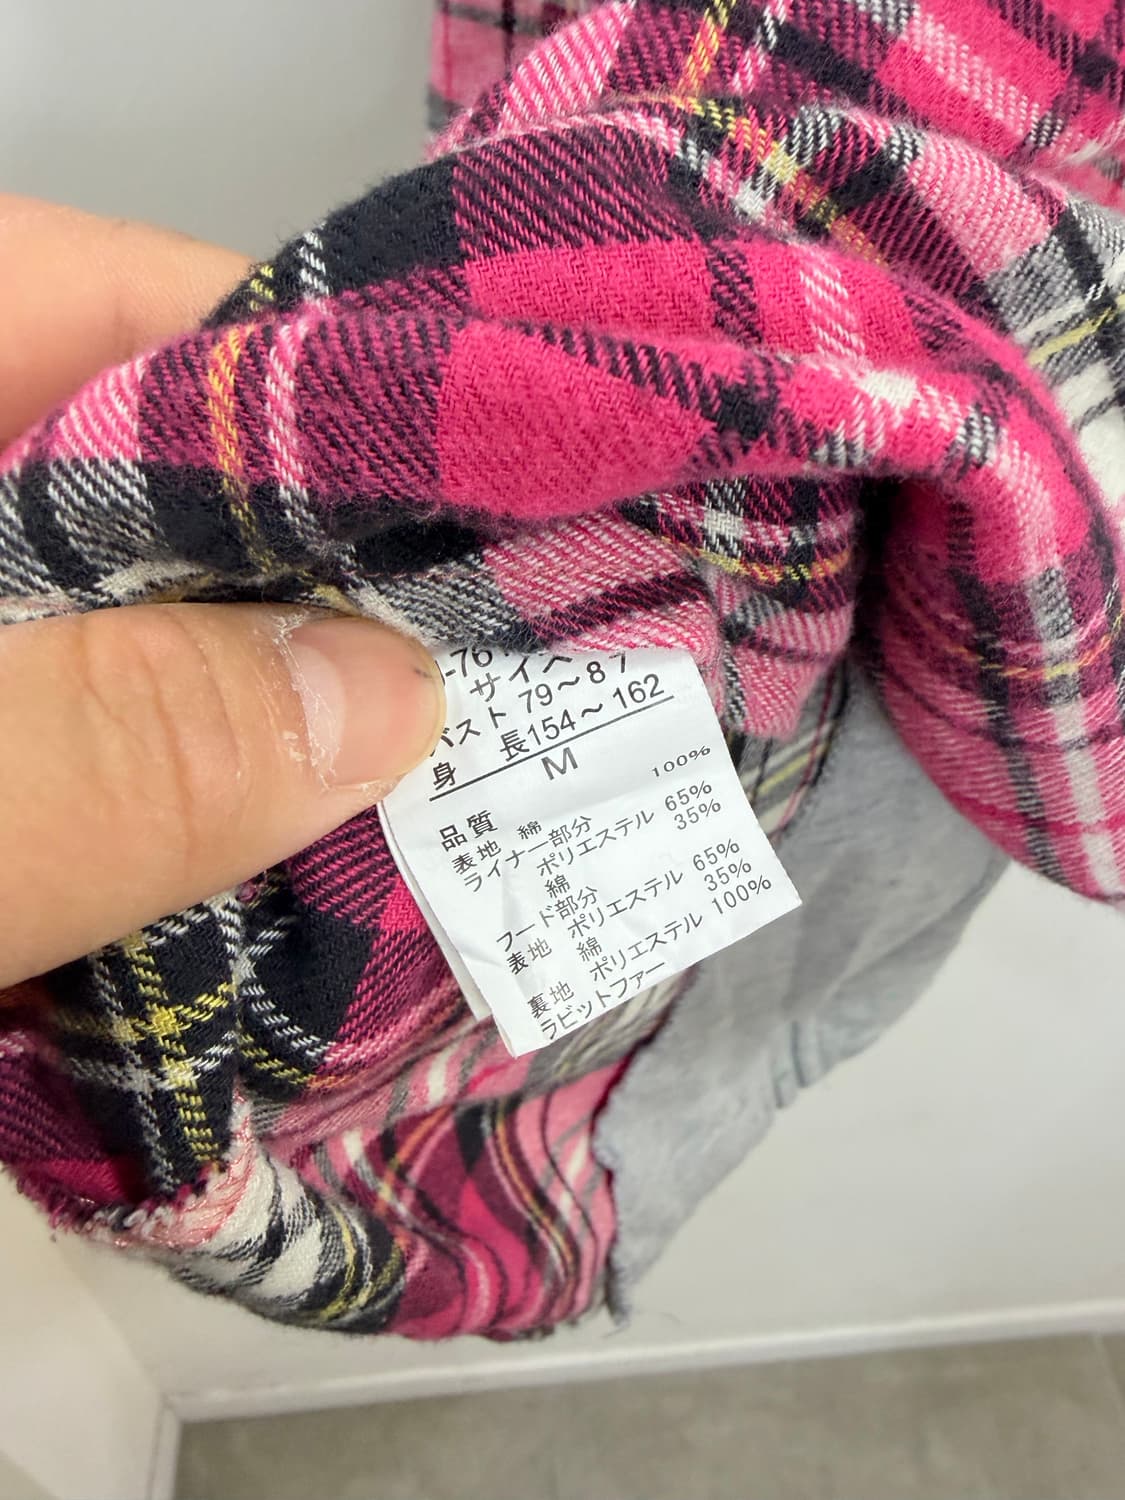 -76
サイズ
バスト 79～87
身長154～162
M
品質
表地 綿 100%
ライナー部分
ポリエステル 65%
綿 35%
フード部分
表地 ポリエステル 65%
綿 35%
裏地 ポリエステル 100%
ラビットファー